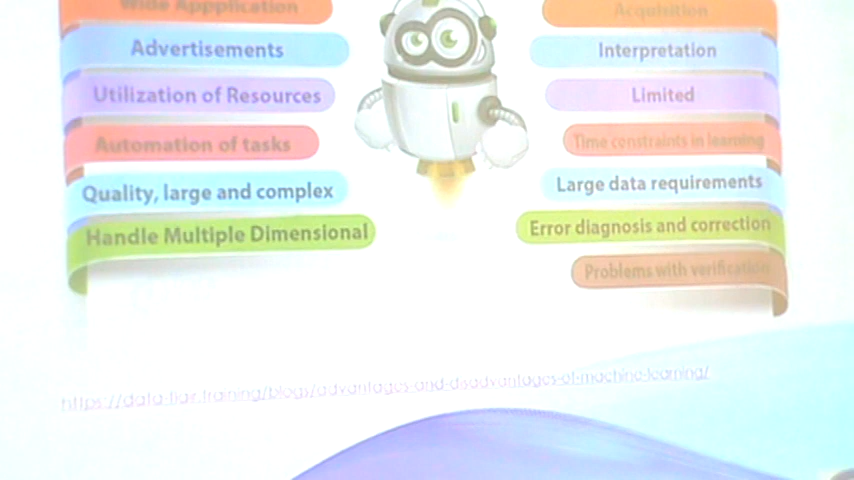 Wide Appplication
Advertisements
Utilization of Resources
Automation of tasks
Quality, large and complex
Handle Multiple Dimensional
Acquisition
Interpretation
Limited
Time constraints in learning
Large data requirements
Error diagnosis and correction
Problems with verification
https://data-flair.training/blogs/advantages-and-disadvantages-of-machine-learning/